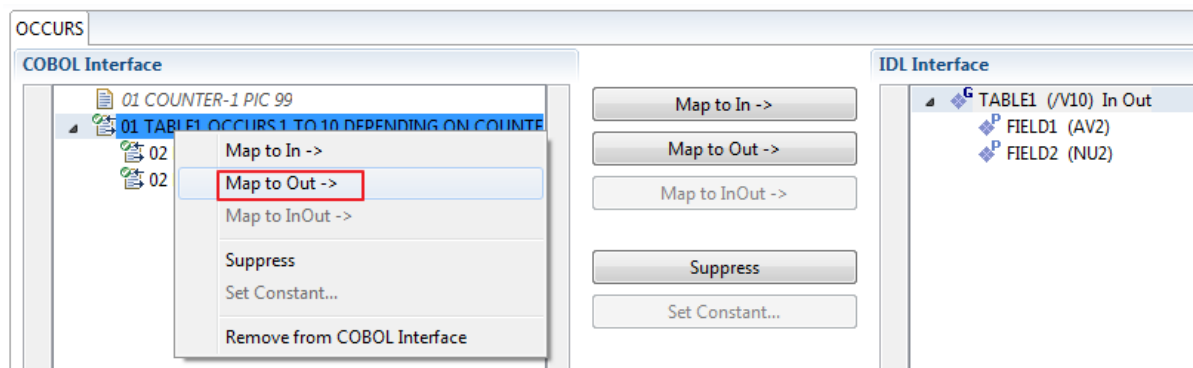 OCCURS
COBOL Interface
01 COUNTER-1 PIC 99
01 TABLE1 OCCURS 1 TO 10 DEPENDING ON COUNTE
02
02
Map to In ->
Map to Out ->
Map to InOut ->
Suppress
Set Constant...
Remove from COBOL Interface
Map to In ->
Map to Out ->
Map to InOut ->
Suppress
Set Constant...
IDL Interface
G TABLE1 (/V10) In Out
P FIELD1 (AV2)
P FIELD2 (NU2)